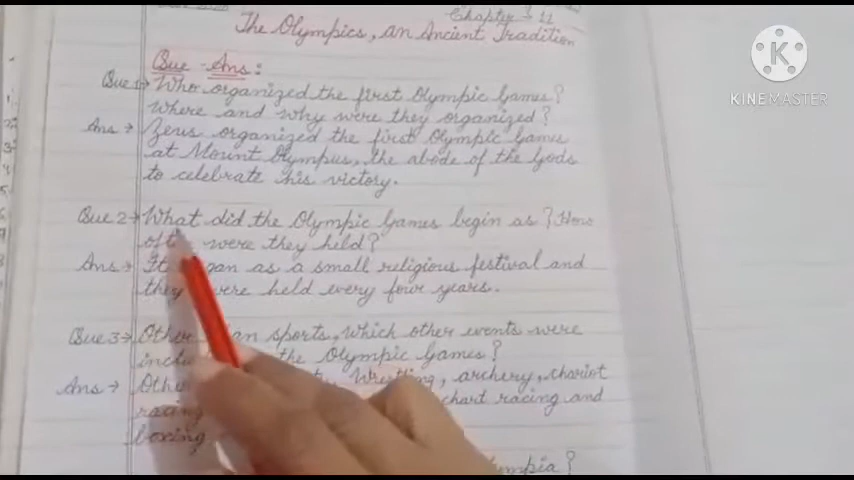 Chapter - 11
The Olympics, an Ancient Tradition
Que - Ans:
Que 1→ Who organized the first Olympic Games?
Where and why were they organized?
Ans → Zeus organized the first Olympic Games
at Mount Olympus, the abode of the Gods
to celebrate his victory.
Que 2→ What did the Olympic Games begin as? How
were they held?
Ans → as a small religious festival and
they were held every four years.
Que 3→ Other sports, which other events were
the Olympic Games?
Ans → Wrestling, archery, chariot
racing chart racing and
boxing
KINEMASTER